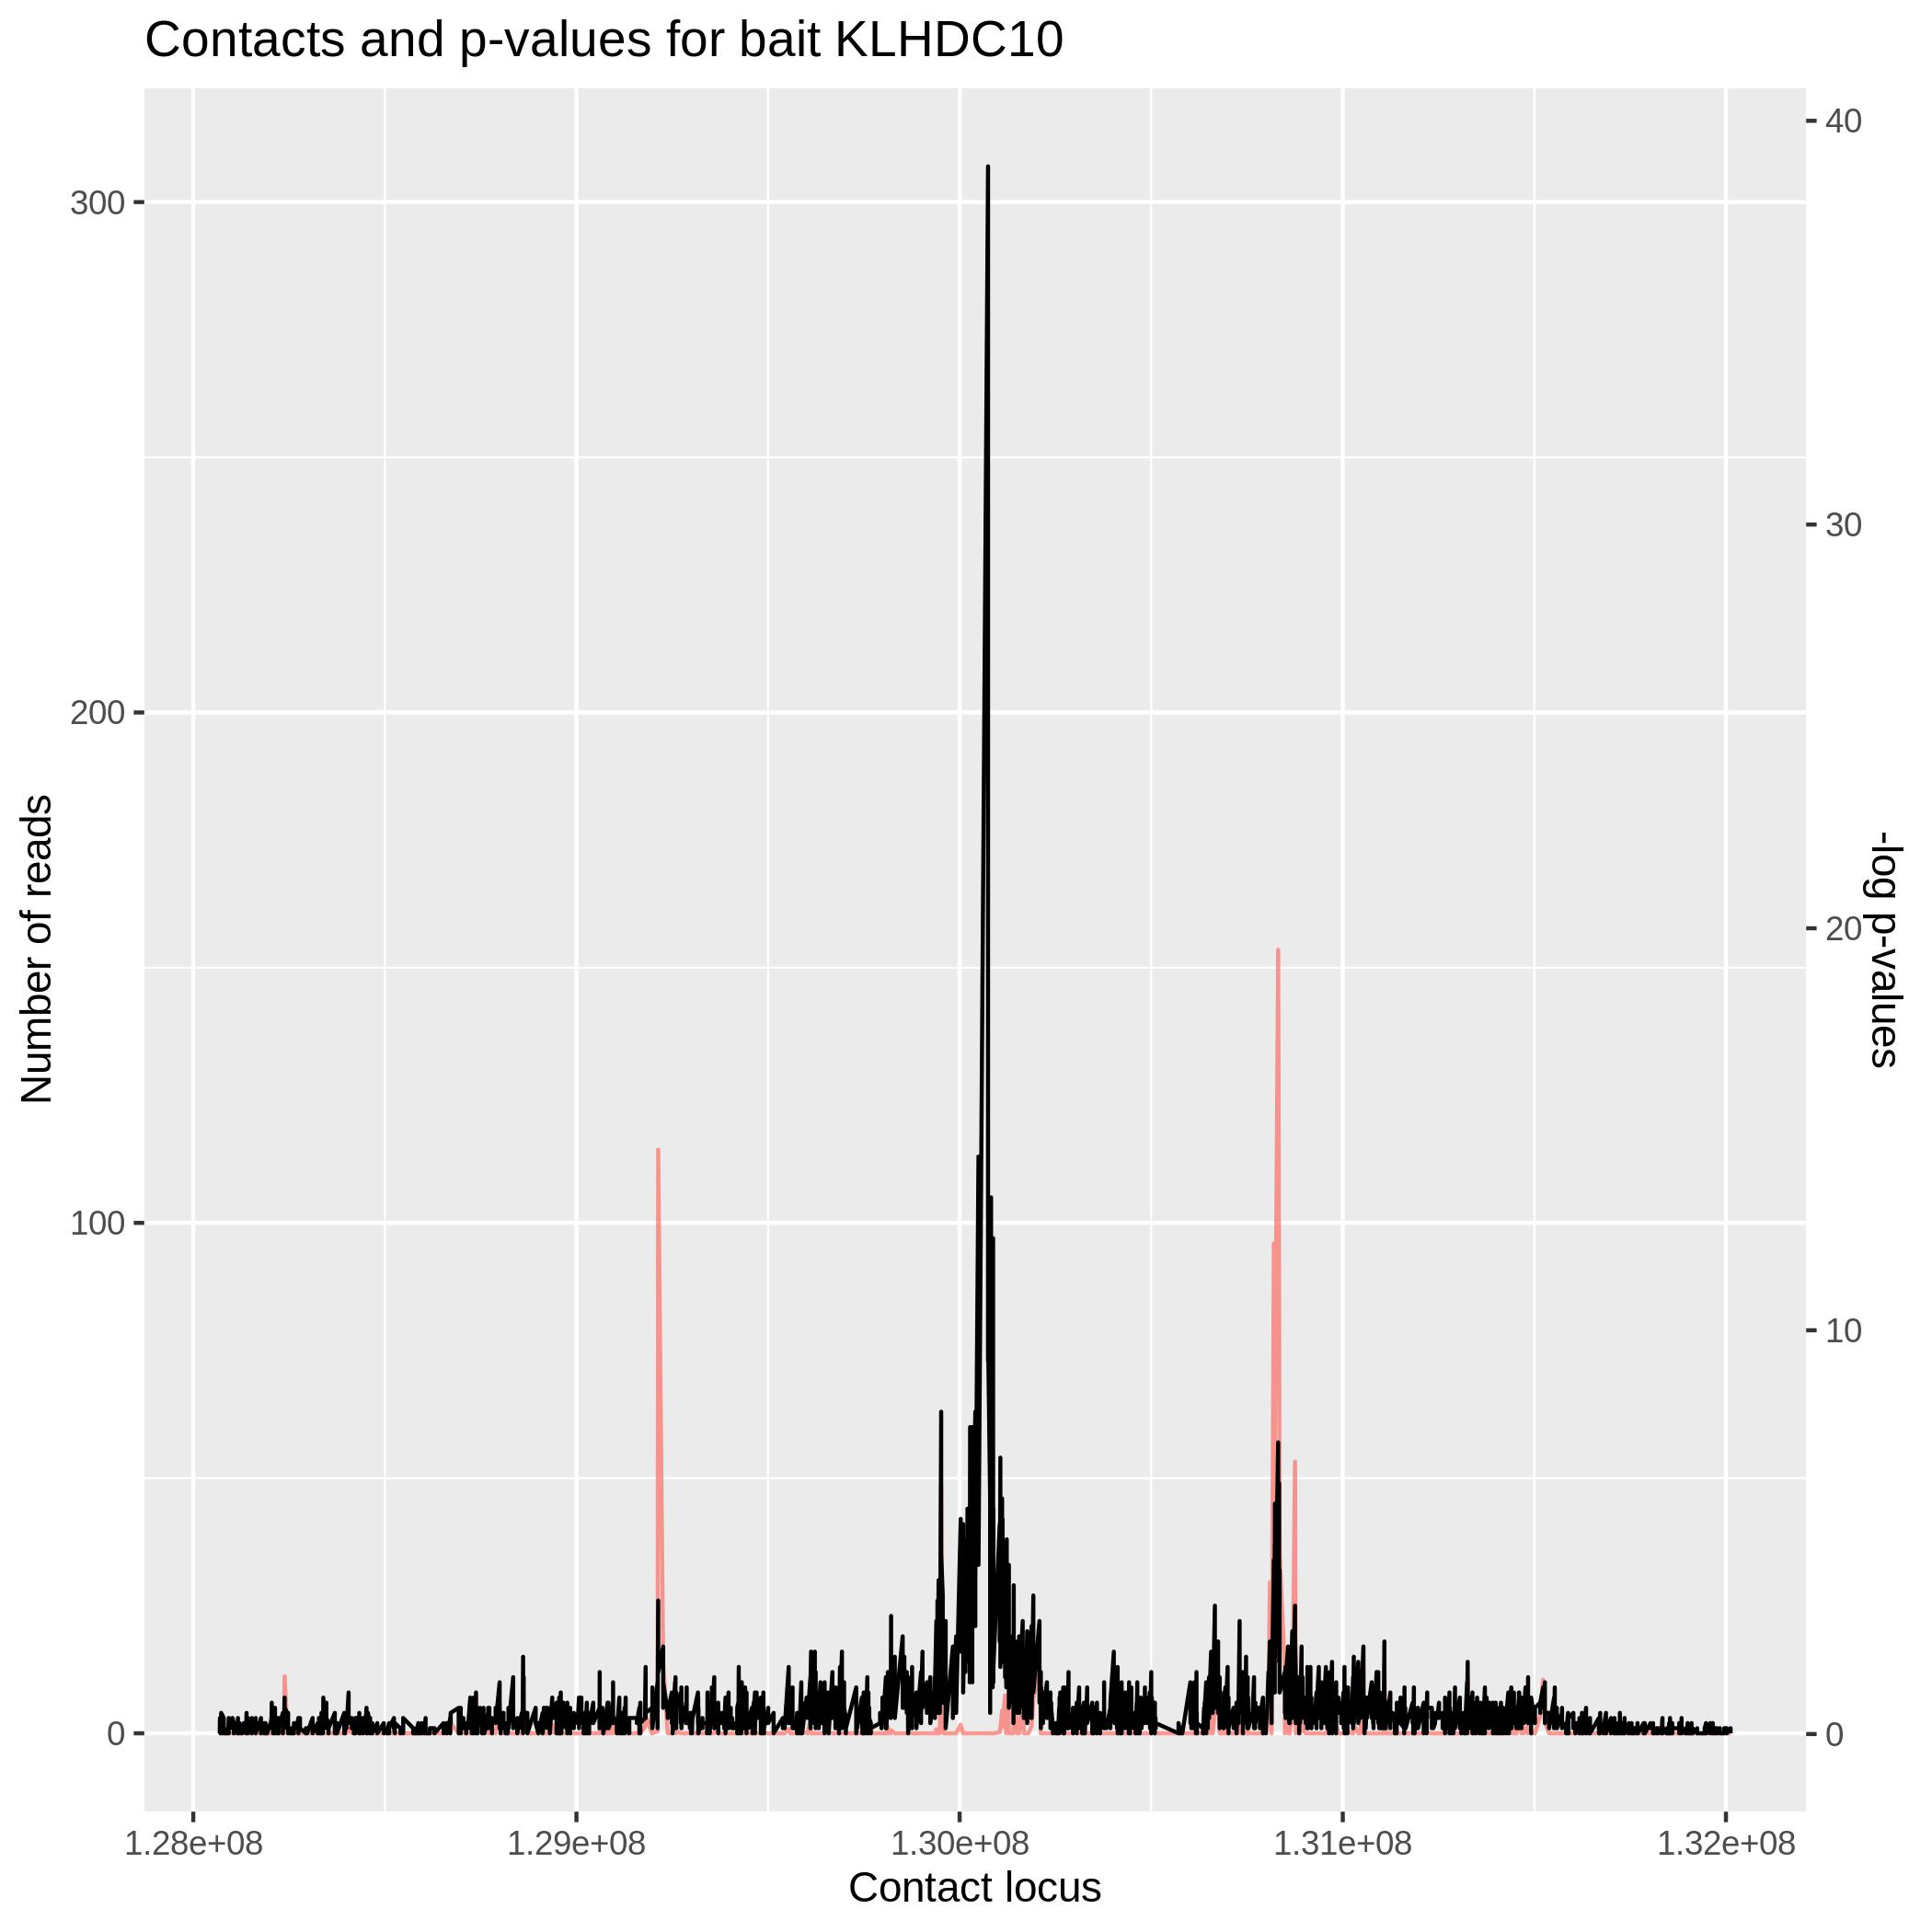 Contacts and p-values for bait KLHDC10
40
300
30
200
20
Number of reads
-log p-values
100
10
0
0
1.28e+08
1.29e+08
1.30e+08
1.31e+08
1.32e+08
Contact locus